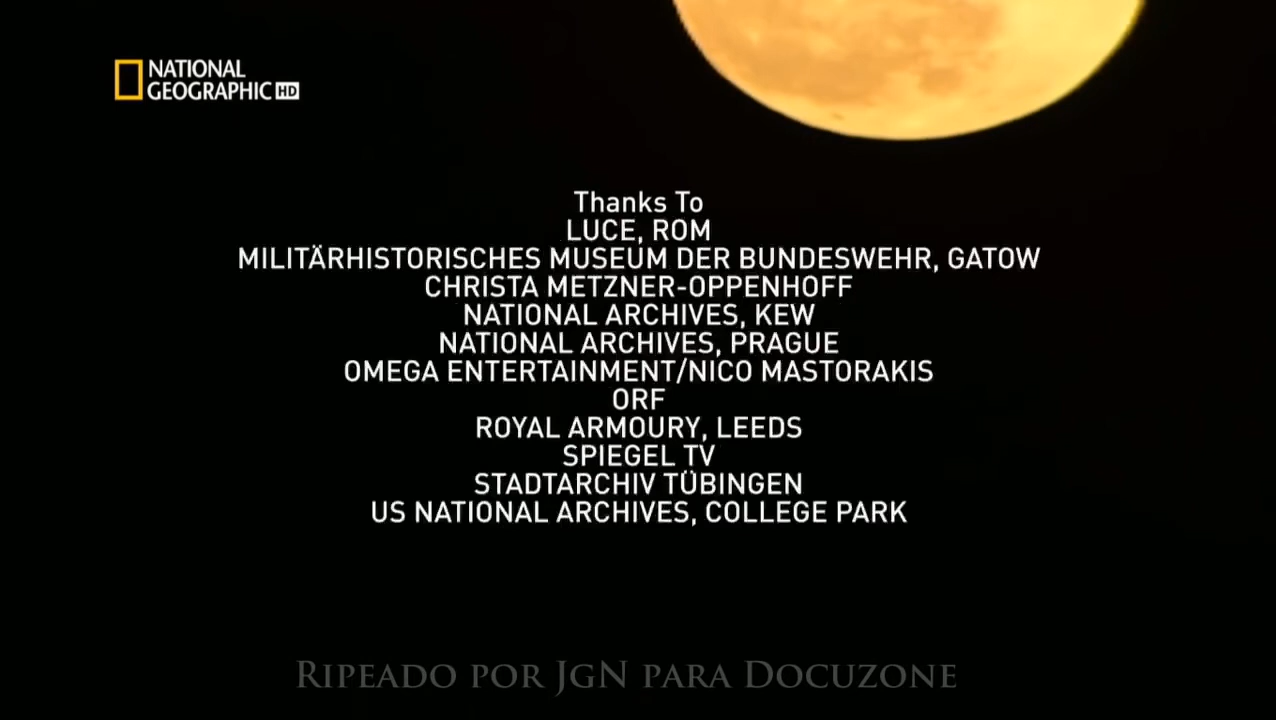 NATIONAL
GEOGRAPHIC HD
Thanks To
LUCE, ROM
MILITÄRHISTORISCHES MUSEUM DER BUNDESWEHR, GATOW
CHRISTA METZNER-OPPENHOFF
NATIONAL ARCHIVES, KEW
NATIONAL ARCHIVES, PRAGUE
OMEGA ENTERTAINMENT/NICO MASTORAKIS
ORF
ROYAL ARMOURY, LEEDS
SPIEGEL TV
STADTARCHIV TÜBINGEN
US NATIONAL ARCHIVES, COLLEGE PARK
Ripeado por JgN para Docuzone